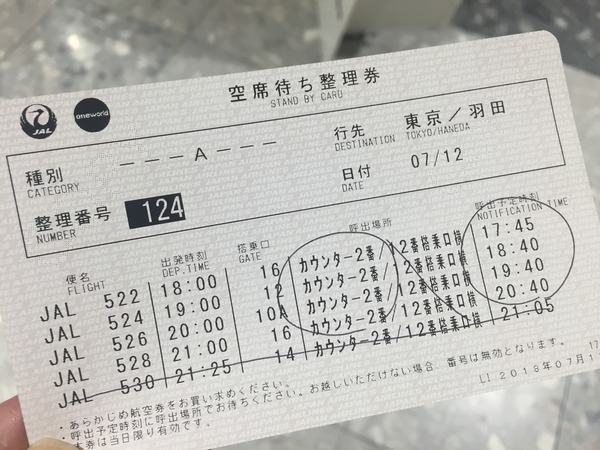 空席待ち整理券
STAND BY CARD
JAL
oneworld
種別 ---A--- 行先 東京/羽田
CATEGORY DESTINATION TOKYO/HANEDA
整理番号 124 日付 07/12
NUMBER DATE
便名 出発時刻 搭乗口 呼出場所 呼出予定時刻
FLIGHT DEP.TIME GATE NOTIFICATION TIME
JAL 522 18:00 16 カウンター2番/12番搭乗口横 17:45
JAL 524 19:00 12 カウンター2番/12番搭乗口横 18:40
JAL 526 20:00 10A カウンター2番/12番搭乗口横 19:40
JAL 528 21:00 16 カウンター2番/12番搭乗口横 20:40
JAL 530 21:25 14 カウンター2番/12番搭乗口横 21:05
・あらかじめ航空券をお買い求めください。
・呼出予定時刻に呼出場所でお待ちください。お越しいただけない場合、番号は無効となります。
本券は当日限り有効です。
LI 2018年07月1